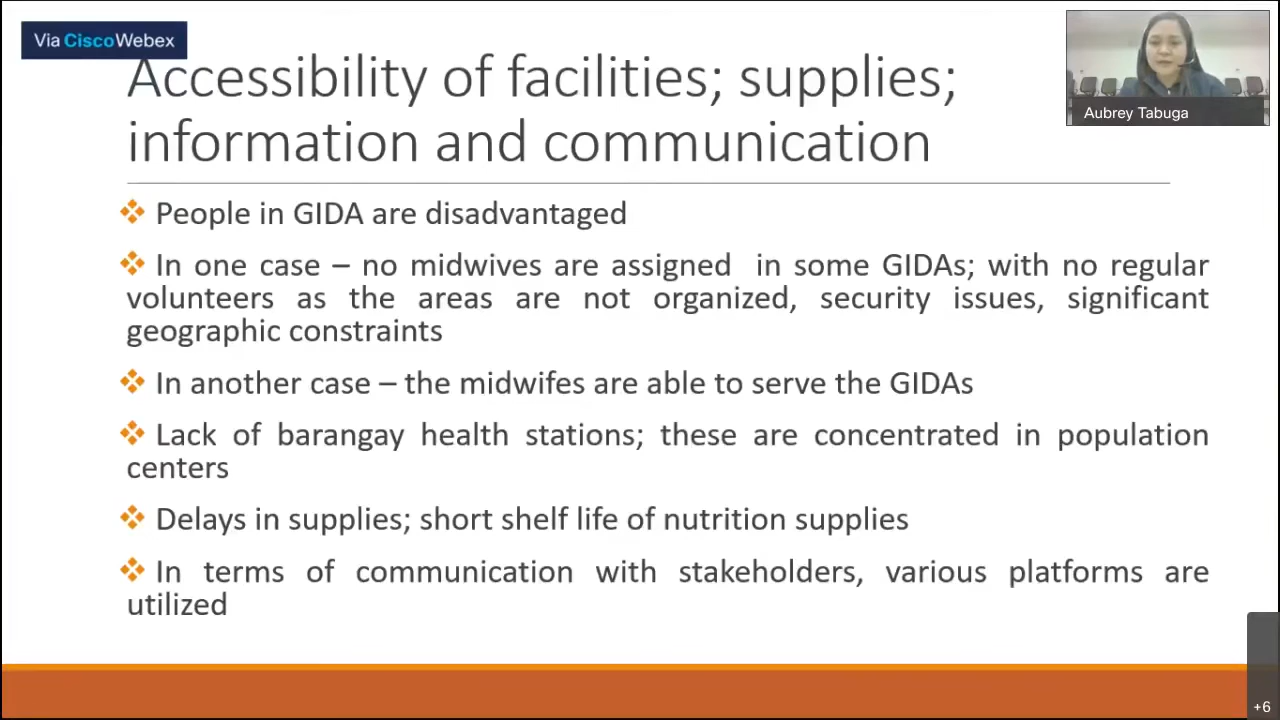 Via CiscoWebex
Accessibility of facilities; supplies;
information and communication
Aubrey Tabuga
People in GIDA are disadvantaged
In one case – no midwives are assigned in some GIDAs; with no regular
volunteers as the areas are not organized, security issues, significant
geographic constraints
In another case – the midwifes are able to serve the GIDAs
Lack of barangay health stations; these are concentrated in population
centers
Delays in supplies; short shelf life of nutrition supplies
In terms of communication with stakeholders, various platforms are
utilized
+6